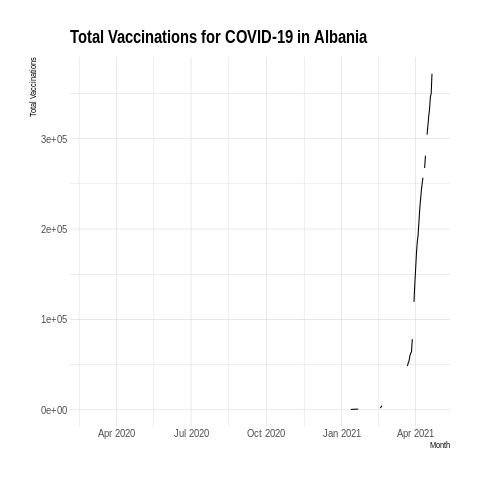 Total Vaccinations for COVID-19 in Albania
Total Vaccinations
3e+05
2e+05
1e+05
0e+00
Apr 2020 Jul 2020 Oct 2020 Jan 2021 Apr 2021
Month